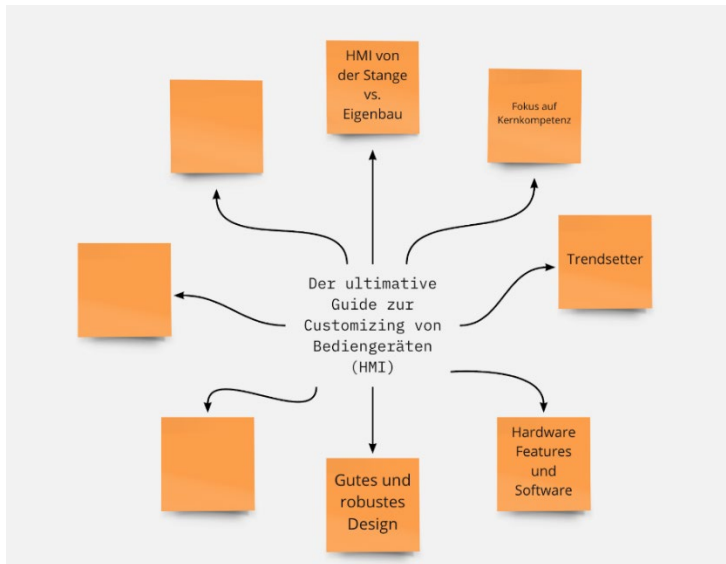 HMI von
der Stange
vs.
Eigenbau
Fokus auf
Kernkompetenz
Trendsetter
Der ultimative
Guide zur
Customizing von
Bediengeräten
(HMI)
Hardware
Features
und
Software
Gutes und
robustes
Design